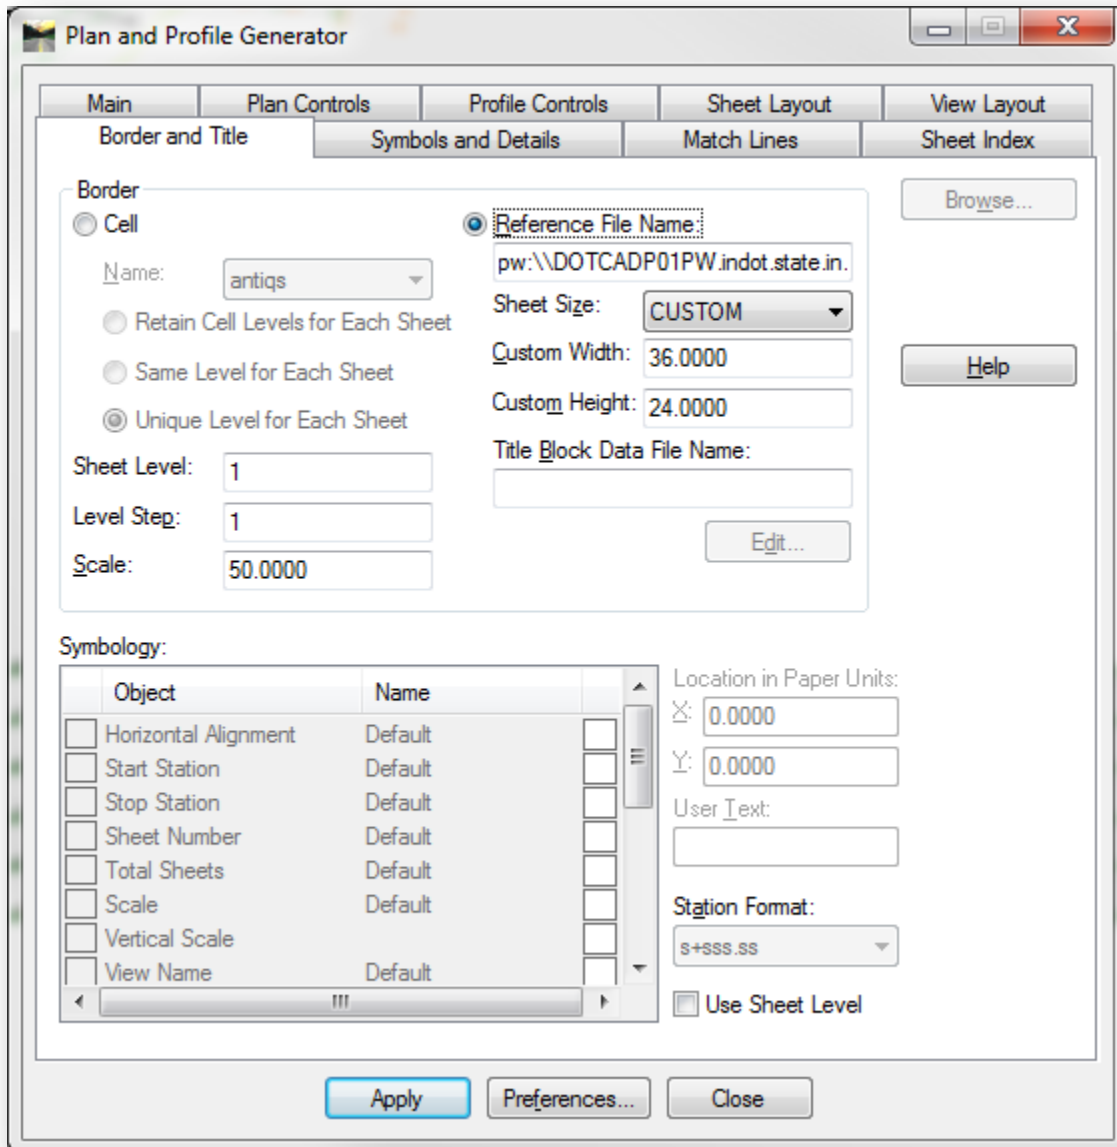 Plan and Profile Generator
Main
Plan Controls
Profile Controls
Sheet Layout
View Layout
Border and Title
Symbols and Details
Match Lines
Sheet Index
Border
Cell
Name:
antiqs
Retain Cell Levels for Each Sheet
Same Level for Each Sheet
Unique Level for Each Sheet
Sheet Level:
1
Level Step:
1
Scale:
50.0000
Reference File Name:
pw:\\DOTCADP01PW.indot.state.in.
Sheet Size:
CUSTOM
Custom Width:
36.0000
Custom Height:
24.0000
Title Block Data File Name:
Edit...
Browse...
Help
Symbology:
Object Name
Horizontal Alignment Default
Start Station Default
Stop Station Default
Sheet Number Default
Total Sheets Default
Scale Default
Vertical Scale
View Name Default
Location in Paper Units:
X: 0.0000
Y: 0.0000
User Text:
Station Format:
s+sss.ss
Use Sheet Level
Apply
Preferences...
Close